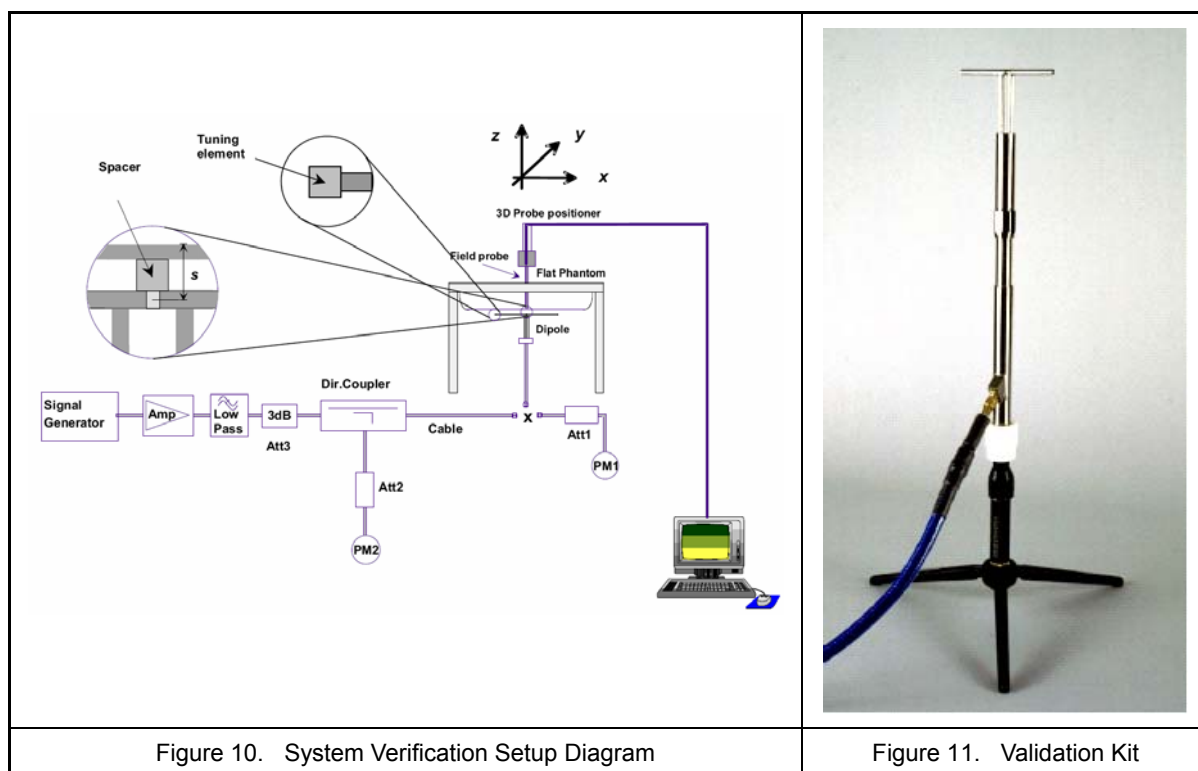 z
y
x
Tuning
element
Spacer
s
3D Probe positioner
Field probe
Flat Phantom
Dipole
Dir.Coupler
Signal
Generator
Amp
Low
Pass
3dB
Att3
Cable
x
Att1
PM1
Att2
PM2
Figure 10. System Verification Setup Diagram
Figure 11. Validation Kit